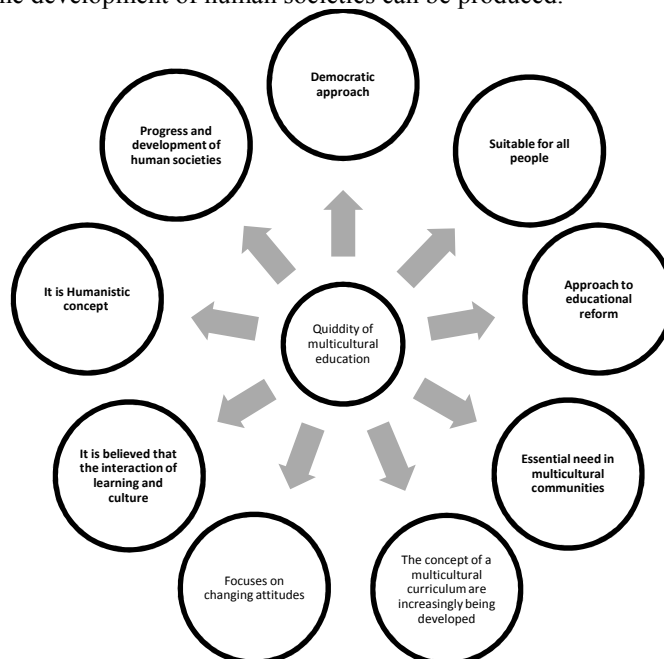 the development of human societies can be produced.
Democratic
approach
Suitable for all
people
Approach to
educational
reform
Essential need in
multicultural
communities
The concept of a
multicultural
curriculum are
increasingly being
developed
Focuses on
changing attitudes
It is believed that
the interaction of
learning and
culture
It is Humanistic
concept
Progress and
development of
human societies
Quiddity of
multicultural
education